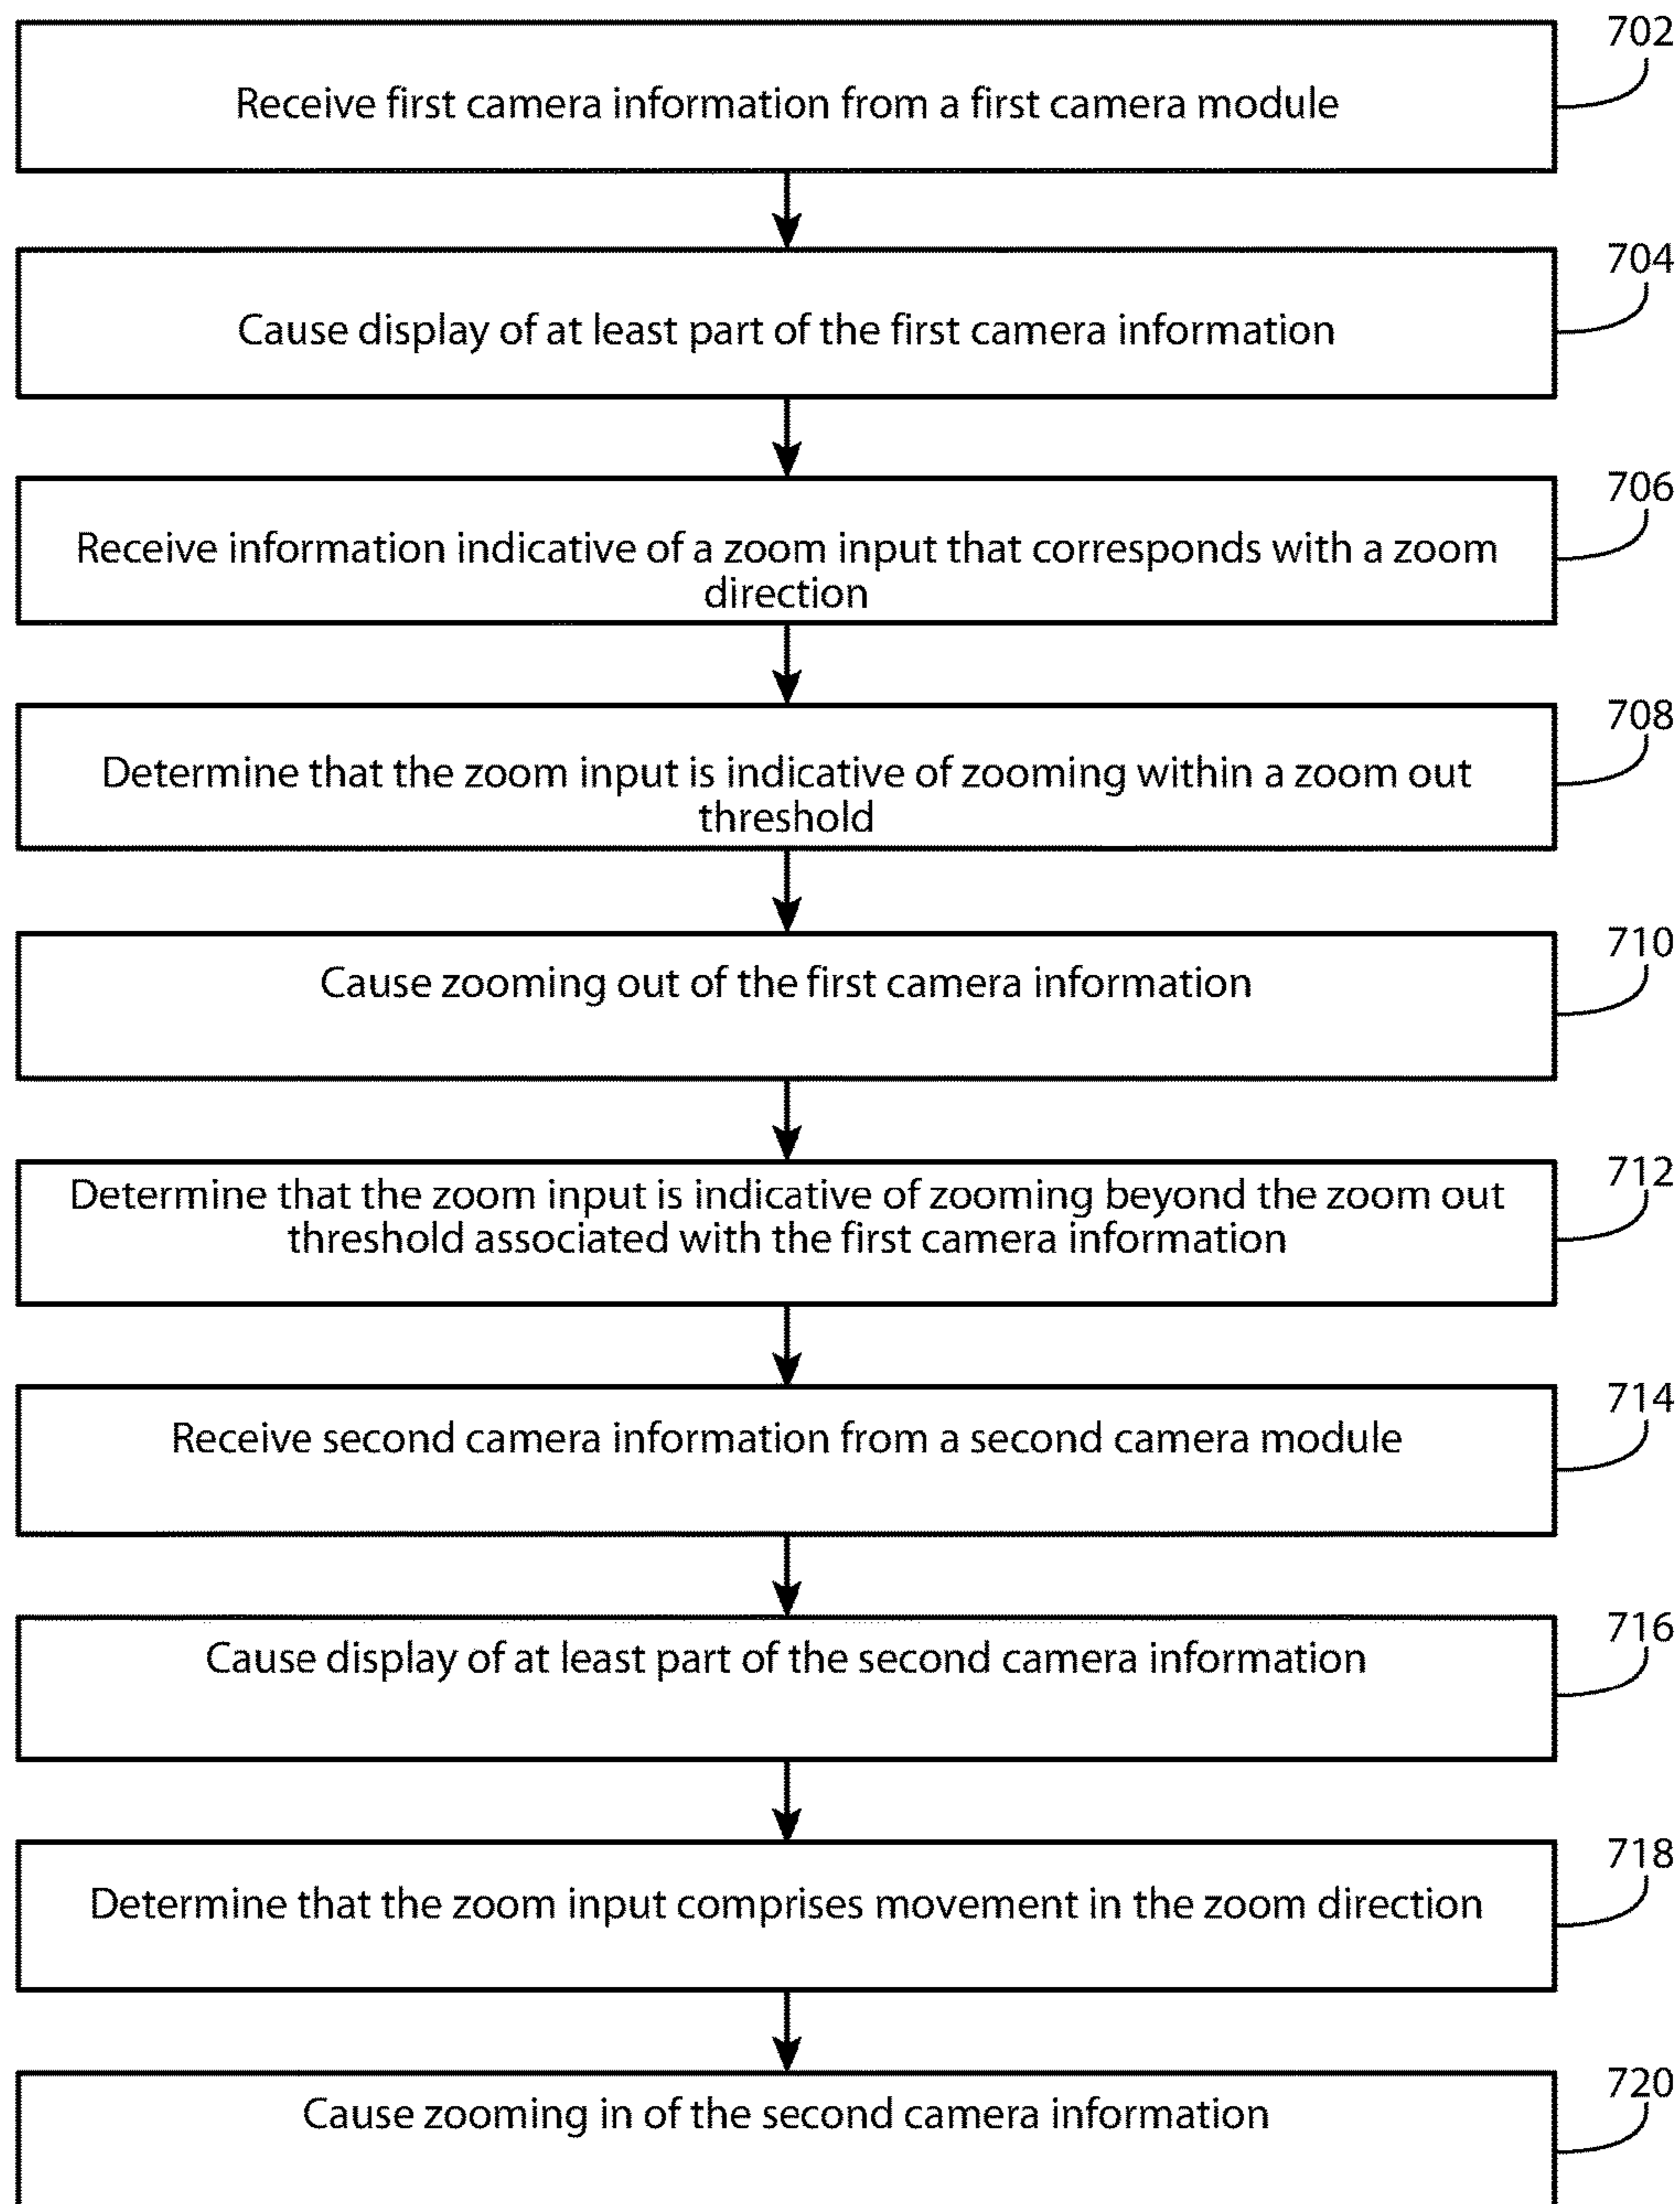 702
Receive first camera information from a first camera module
704
Cause display of at least part of the first camera information
706
Receive information indicative of a zoom input that corresponds with a zoom
direction
708
Determine that the zoom input is indicative of zooming within a zoom out
threshold
710
Cause zooming out of the first camera information
712
Determine that the zoom input is indicative of zooming beyond the zoom out
threshold associated with the first camera information
714
Receive second camera information from a second camera module
716
Cause display of at least part of the second camera information
718
Determine that the zoom input comprises movement in the zoom direction
720
Cause zooming in of the second camera information